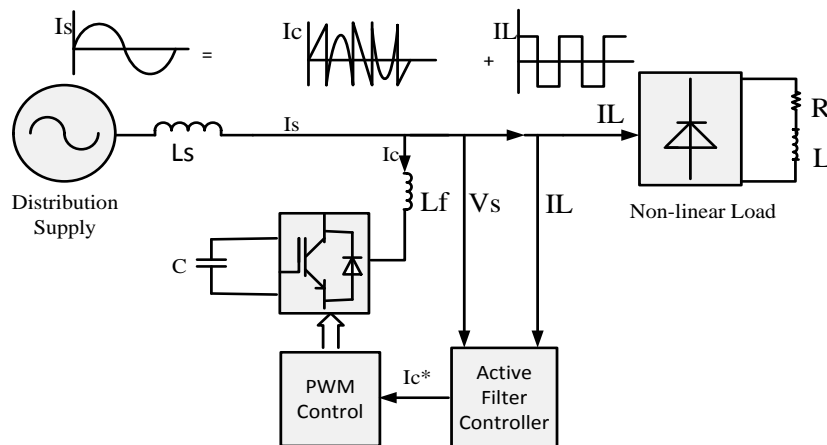 Is
=
Ic
+
IL
Ls
Is
IL
R
L
Distribution
Supply
Ic
Lf
Vs
IL
Non-linear Load
C
PWM
Control
Ic*
Active
Filter
Controller